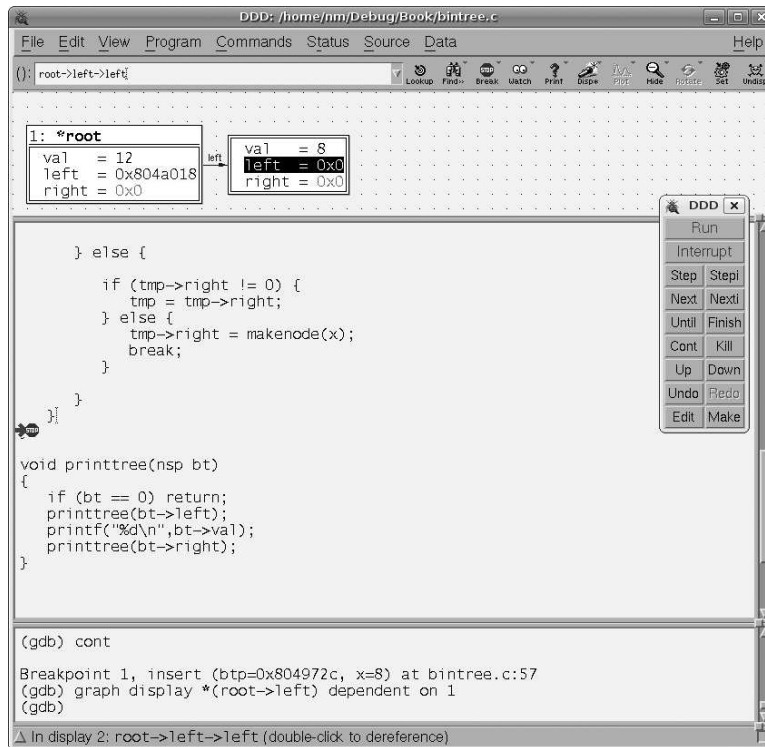 DDD: /home/nm/Debug/Book/bintree.c
File Edit View Program Commands Status Source Data Help
(): root->left->left
Lookup Find>> Break Watch Print Disp* Plot Hide Rotate Set Undisp
1: *root
val = 12
left = 0x804a018
right = 0x0
left
val = 8
left = 0x0
right = 0x0
} else {
if (tmp->right != 0) {
tmp = tmp->right;
} else {
tmp->right = makenode(x);
break;
}
}
}
STOP
void printtree(nsp bt)
{
if (bt == 0) return;
printtree(bt->left);
printf("%d\n",bt->val);
printtree(bt->right);
}
DDD
Run
Interrupt
Step Stepi
Next Nexti
Until Finish
Cont Kill
Up Down
Undo Redo
Edit Make
(gdb) cont
Breakpoint 1, insert (btp=0x804972c, x=8) at bintree.c:57
(gdb) graph display *(root->left) dependent on 1
(gdb)
In display 2: root->left->left (double-click to dereference)